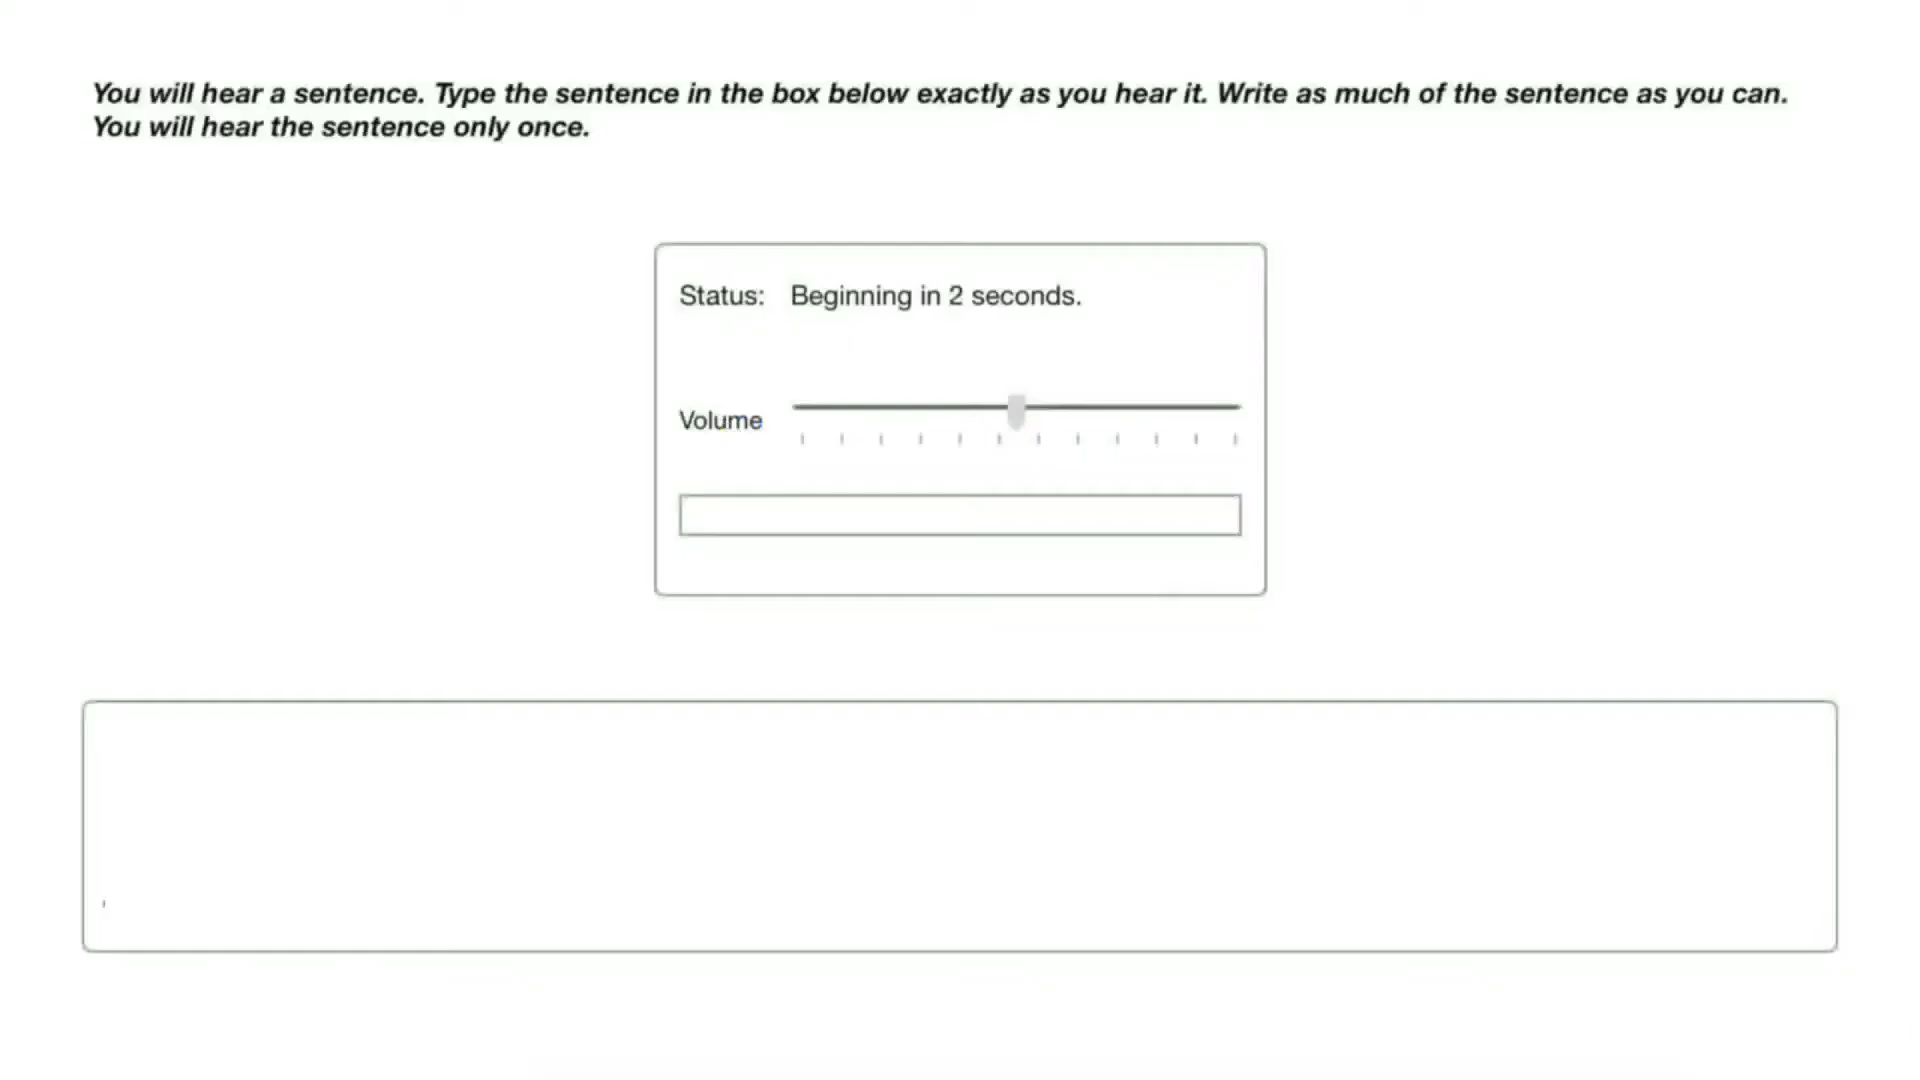 You will hear a sentence. Type the sentence in the box below exactly as you hear it. Write as much of the sentence as you can.
You will hear the sentence only once.
Status: Beginning in 2 seconds.
Volume